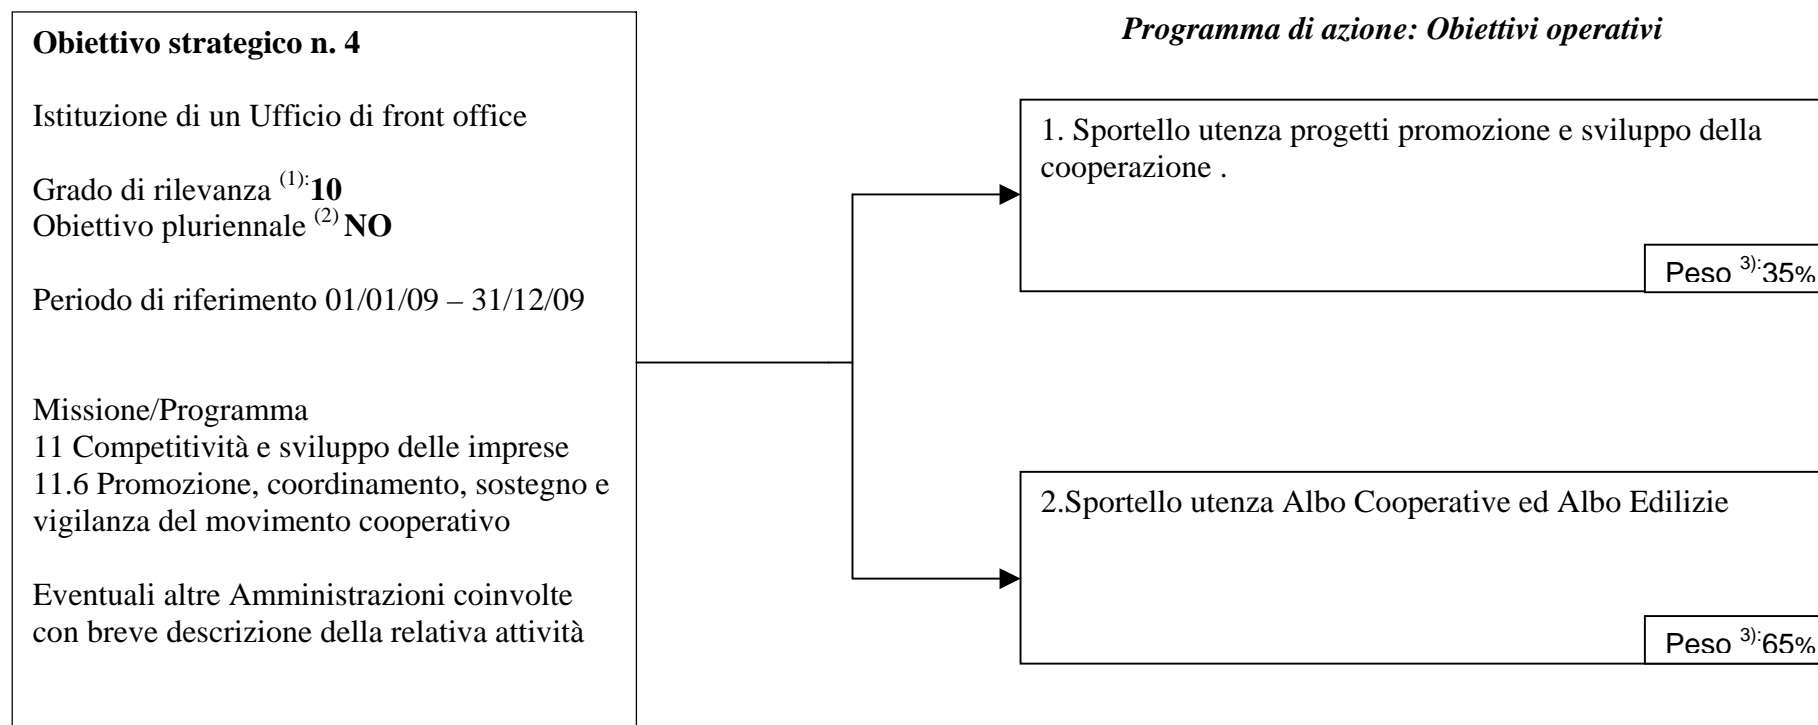 Obiettivo strategico n. 4
Istituzione di un Ufficio di front office
Grado di rilevanza (1): 10
Obiettivo pluriennale (2) NO
Periodo di riferimento 01/01/09 – 31/12/09
Missione/Programma
11 Competitività e sviluppo delle imprese
11.6 Promozione, coordinamento, sostegno e
vigilanza del movimento cooperativo
Eventuali altre Amministrazioni coinvolte
con breve descrizione della relativa attività
Programma di azione: Obiettivi operativi
1. Sportello utenza progetti promozione e sviluppo della
cooperazione .
Peso 3): 35%
2.Sportello utenza Albo Cooperative ed Albo Edilizie
Peso 3): 65%